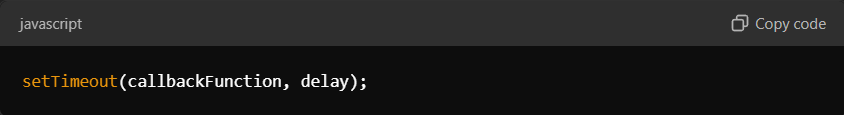 javascript
Copy code
setTimeout(callbackFunction, delay);